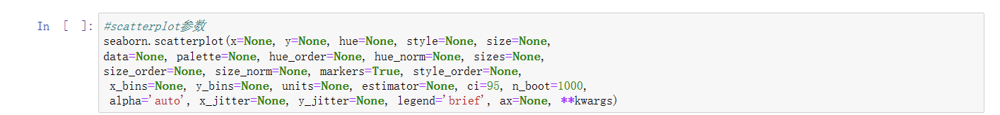 In [ ]: #scatterplot参数
seaborn.scatterplot(x=None, y=None, hue=None, style=None, size=None,
data=None, palette=None, hue_order=None, hue_norm=None, sizes=None,
size_order=None, size_norm=None, markers=True, style_order=None,
x_bins=None, y_bins=None, units=None, estimator=None, ci=95, n_boot=1000,
alpha='auto', x_jitter=None, y_jitter=None, legend='brief', ax=None, **kwargs)